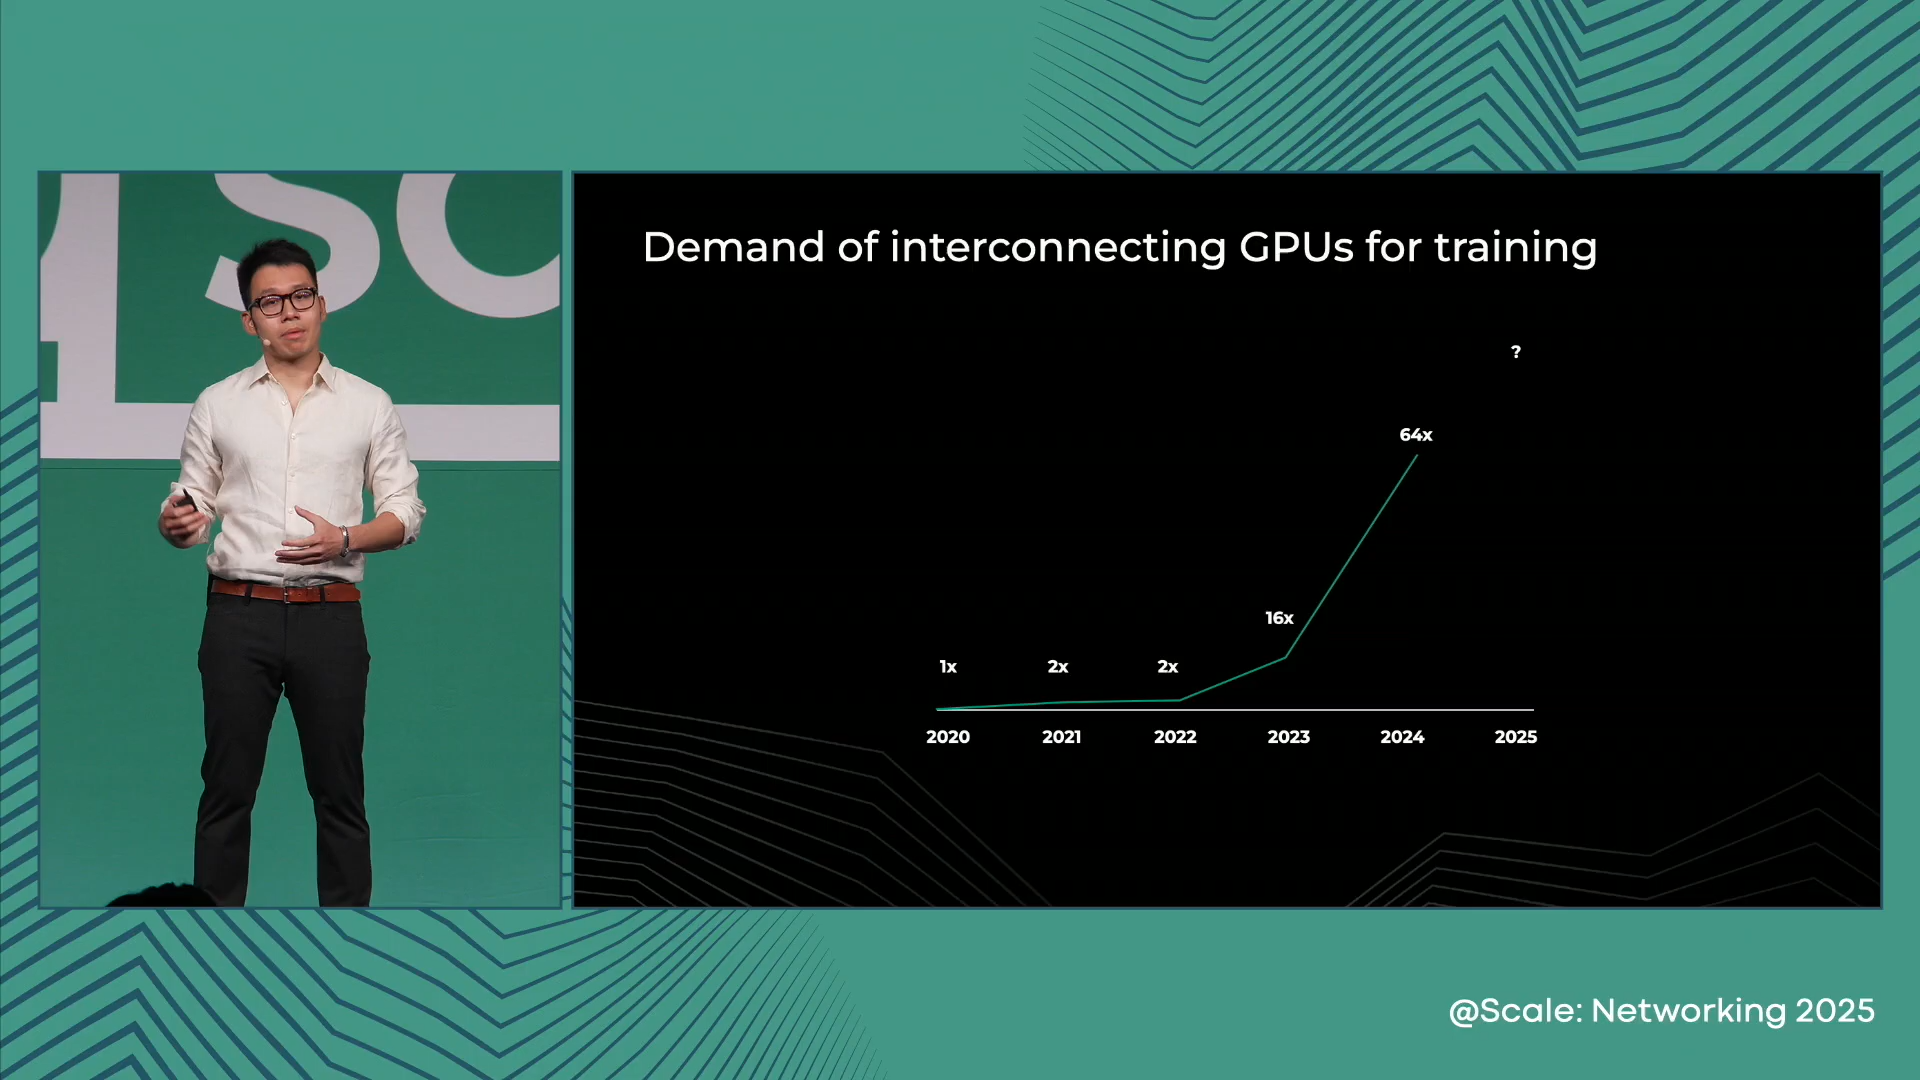 sc
Demand of interconnecting GPUs for training
?
64x
16x
1x 2x 2x
2020 2021 2022 2023 2024 2025
@Scale: Networking 2025